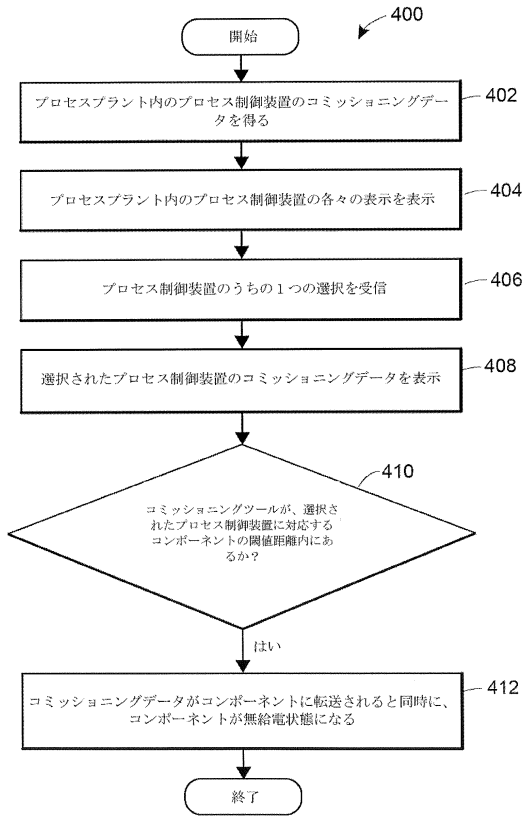 400
開始
プロセスプラント内のプロセス制御装置のコミッショニングデー
タを得る
402
プロセスプラント内のプロセス制御装置の各々の表示を表示
404
プロセス制御装置のうちの1つの選択を受信
406
選択されたプロセス制御装置のコミッショニングデータを表示
408
410
コミッショニングツールが、選択さ
れたプロセス制御装置に対応する
コンポーネントの閾値距離内にあ
るか？
はい
コミッショニングデータがコンポーネントに転送されると同時に、
コンポーネントが無給電状態になる
412
終了